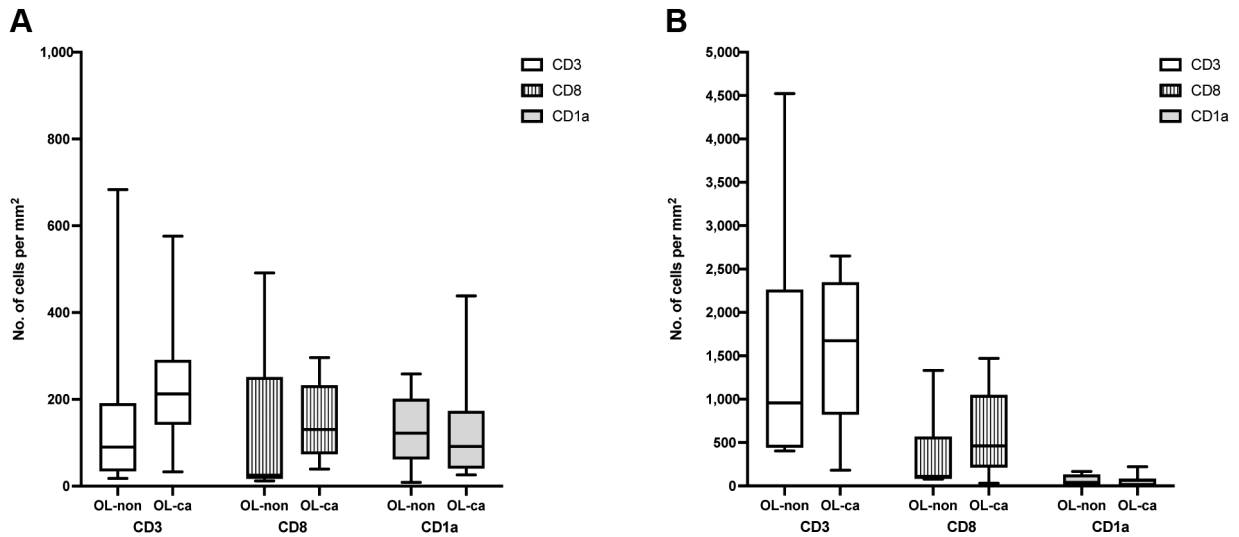 A
No. of cells per mm2
1,000
800
600
400
200
0
OL-non OL-ca OL-non OL-ca OL-non OL-ca
CD3 CD8 CD1a
CD3
CD8
CD1a
B
No. of cells per mm2
5,000
4,500
4,000
3,500
3,000
2,500
2,000
1,500
1,000
500
0
OL-non OL-ca OL-non OL-ca OL-non OL-ca
CD3 CD8 CD1a
CD3
CD8
CD1a